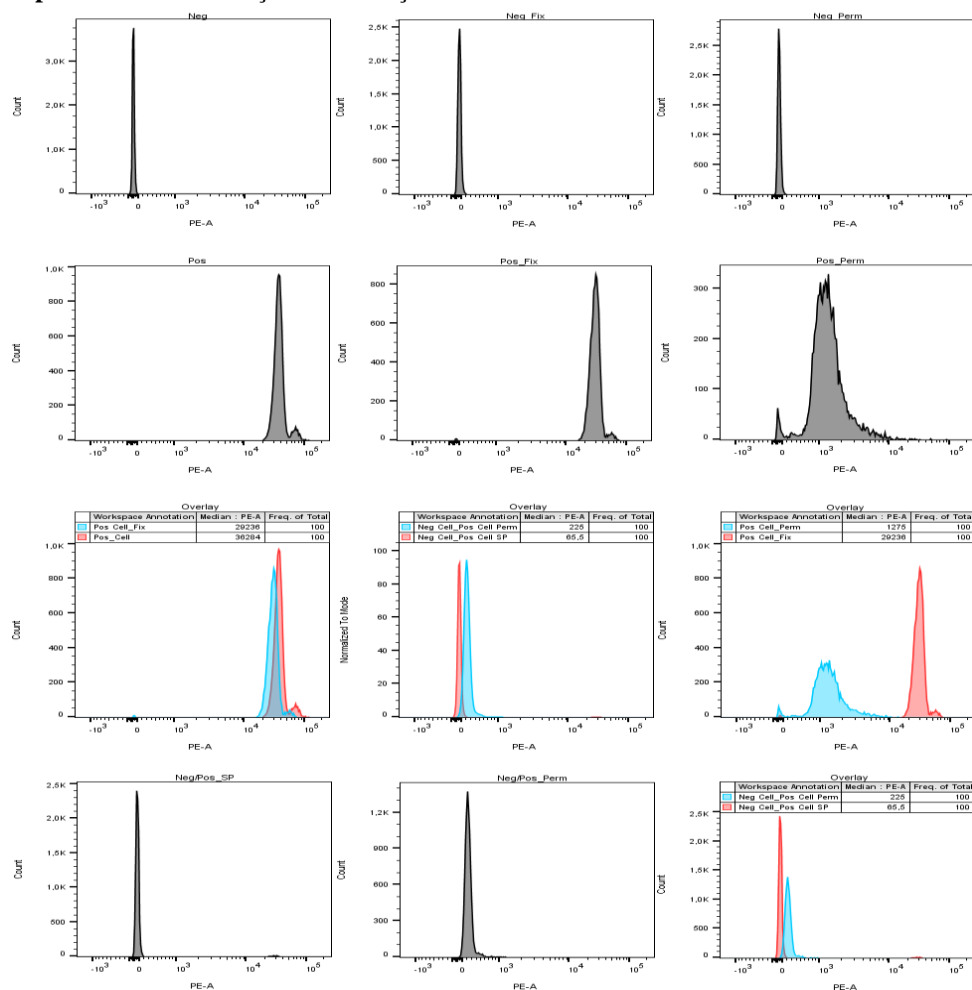 Neg
Count
3,0K
2,0K
1,0K
0
-10³ 0 10³ 10⁴ 10⁵
PE-A
Neg_Fix
Count
2,5K
2,0K
1,5K
1,0K
500
0
-10³ 0 10³ 10⁴ 10⁵
PE-A
Neg_Perm
Count
2,5K
2,0K
1,5K
1,0K
500
0
-10³ 0 10³ 10⁴ 10⁵
PE-A
Pos
Count
1,0K
800
600
400
200
0
-10³ 0 10³ 10⁴ 10⁵
PE-A
Pos_Fix
Count
800
600
400
200
0
-10³ 0 10³ 10⁴ 10⁵
PE-A
Pos_Perm
Count
300
200
100
0
-10³ 0 10³ 10⁴ 10⁵
PE-A
Overlay
Workspace Annotation Median : PE-A Freq. of Total
Pos Cell_Fix 29236 100
Pos_Cell 36284 100
Count
1,0K
800
600
400
200
0
-10³ 0 10³ 10⁴ 10⁵
PE-A
Overlay
Workspace Annotation Median : PE-A Freq. of Total
Neg Cell_Pos Cell Perm 225 100
Neg Cell_Pos Cell SP 65,5 100
Normalized To Mode
100
80
60
40
20
0
-10³ 0 10³ 10⁴ 10⁵
PE-A
Overlay
Workspace Annotation Median : PE-A Freq. of Total
Pos Cell_Perm 1275 100
Pos Cell_Fix 29236 100
Count
1,0K
800
600
400
200
0
-10³ 0 10³ 10⁴ 10⁵
PE-A
Neg/Pos_SP
Count
2,5K
2,0K
1,5K
1,0K
500
0
-10³ 0 10³ 10⁴ 10⁵
PE-A
Neg/Pos_Perm
Count
1,2K
900
600
300
0
-10³ 0 10³ 10⁴ 10⁵
PE-A
Overlay
Workspace Annotation Median : PE-A Freq. of Total
Neg Cell_Pos Cell Perm 225 100
Neg Cell_Pos Cell SP 65,5 100
Count
2,5K
2,0K
1,5K
1,0K
500
0
-10³ 0 10³ 10⁴ 10⁵
PE-A